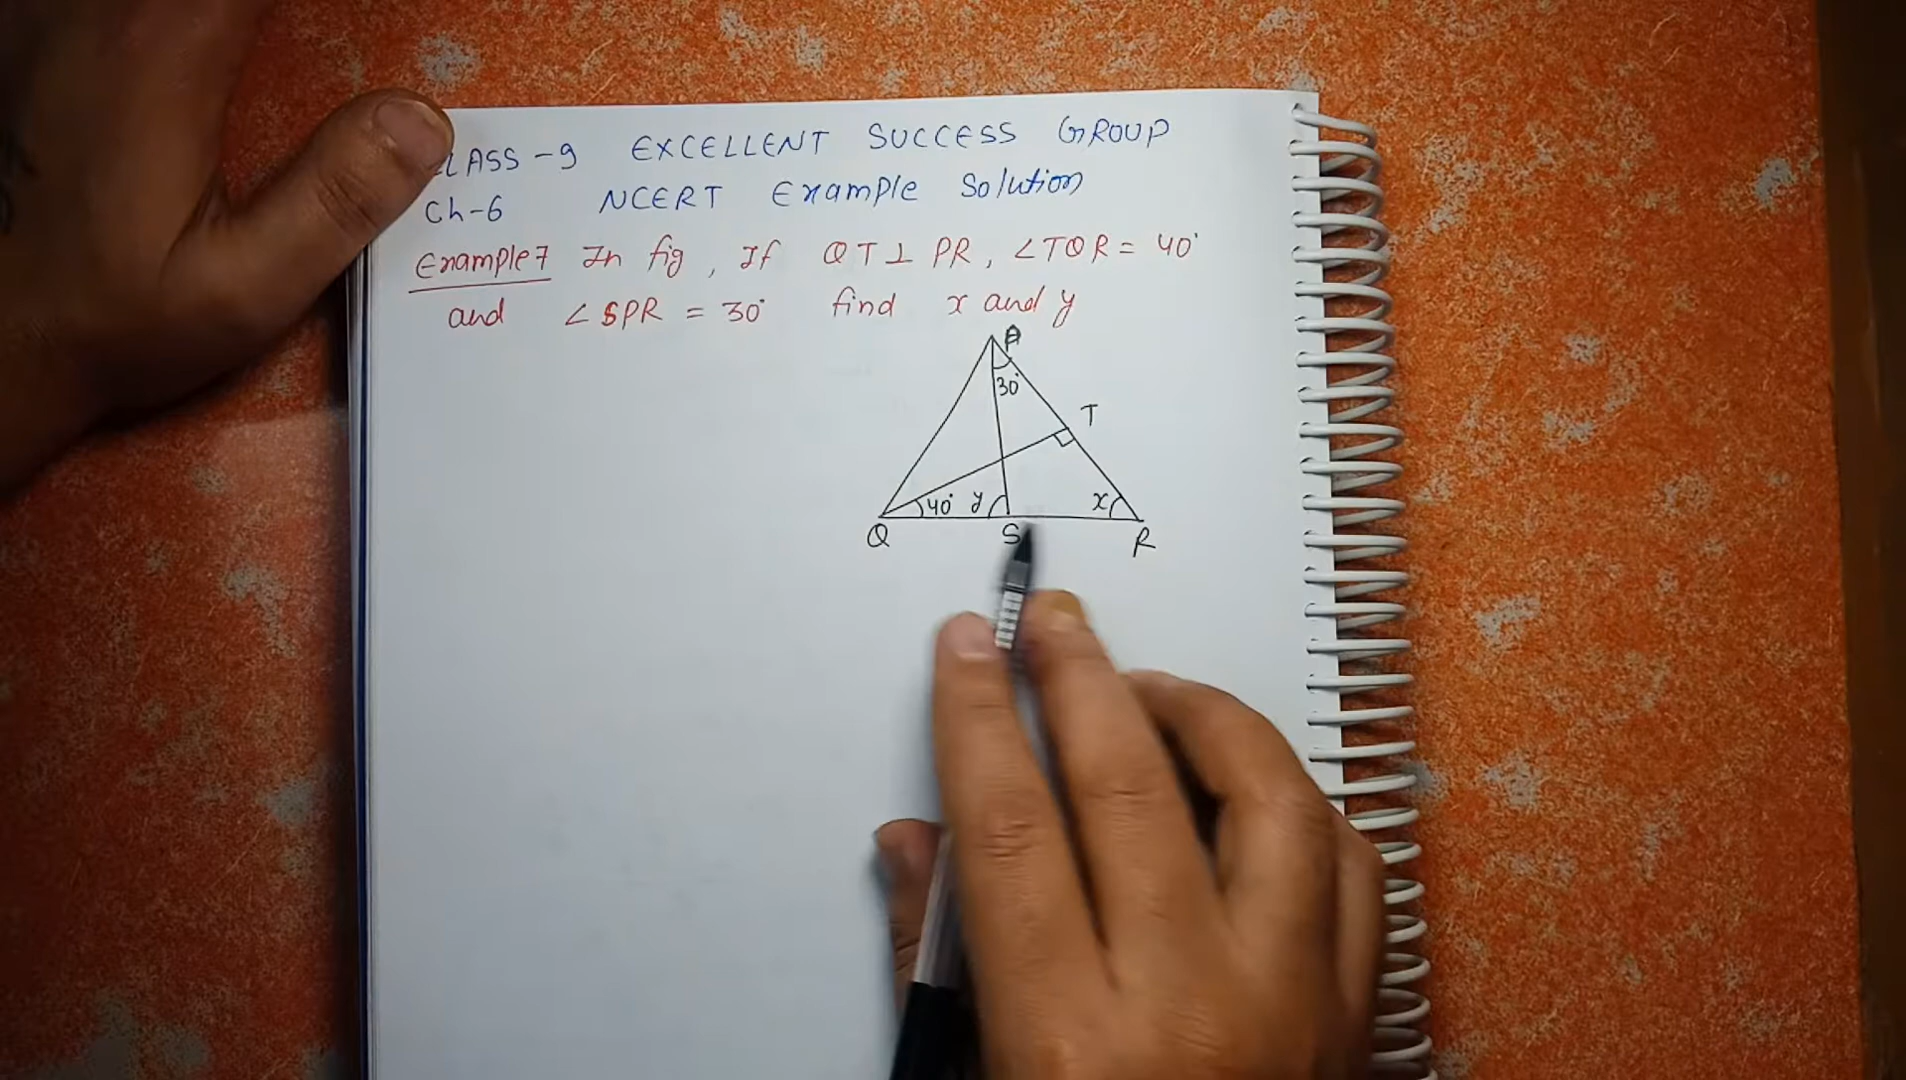 CLASS-9 EXCELLENT SUCCESS GROUP
Ch-6 NCERT Example Solution
Example 7 In fig, If QT ⊥ PR, ∠TQR = 40°
and ∠SPR = 30° find x and y
30°
T
40° y x
Q S R